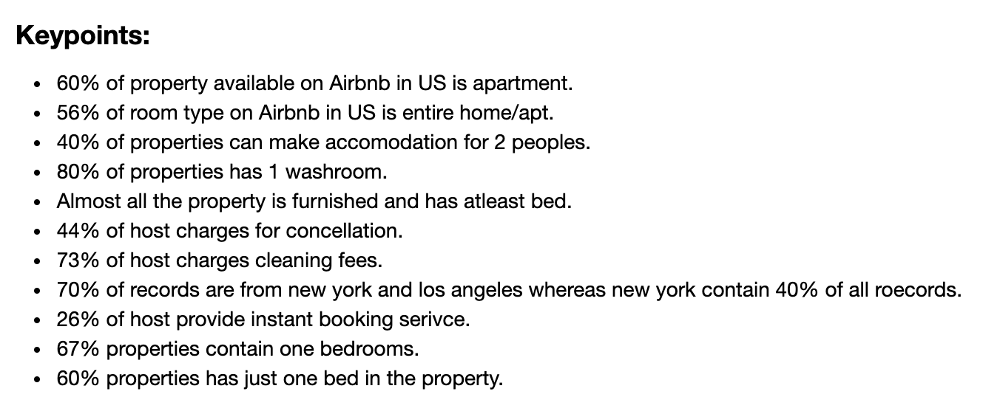 Keypoints:
• 60% of property available on Airbnb in US is apartment.
• 56% of room type on Airbnb in US is entire home/apt.
• 40% of properties can make accomodation for 2 peoples.
• 80% of properties has 1 washroom.
• Almost all the property is furnished and has atleast bed.
• 44% of host charges for concellation.
• 73% of host charges cleaning fees.
• 70% of records are from new york and los angeles whereas new york contain 40% of all roecords.
• 26% of host provide instant booking serivce.
• 67% properties contain one bedrooms.
• 60% properties has just one bed in the property.